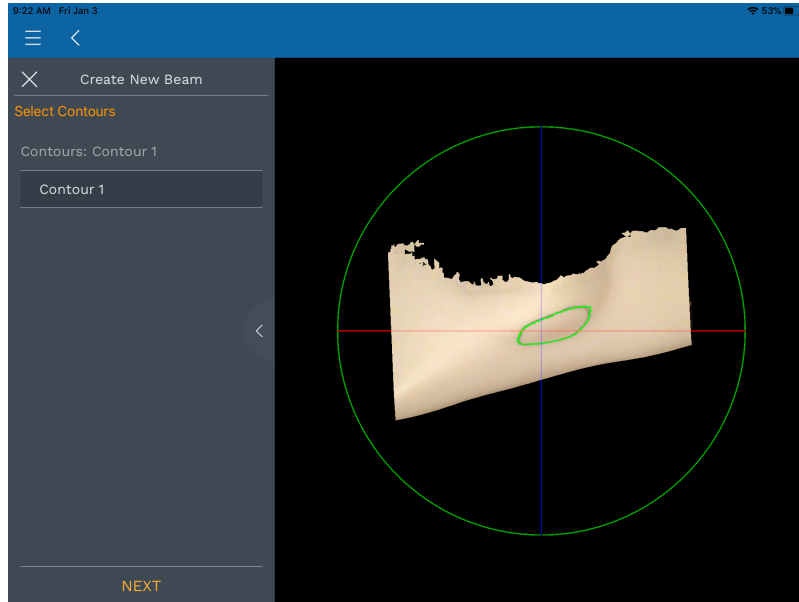 9:22 AM Fri Jan 3
53%
Create New Beam
Select Contours
Contours: Contour 1
Contour 1
NEXT